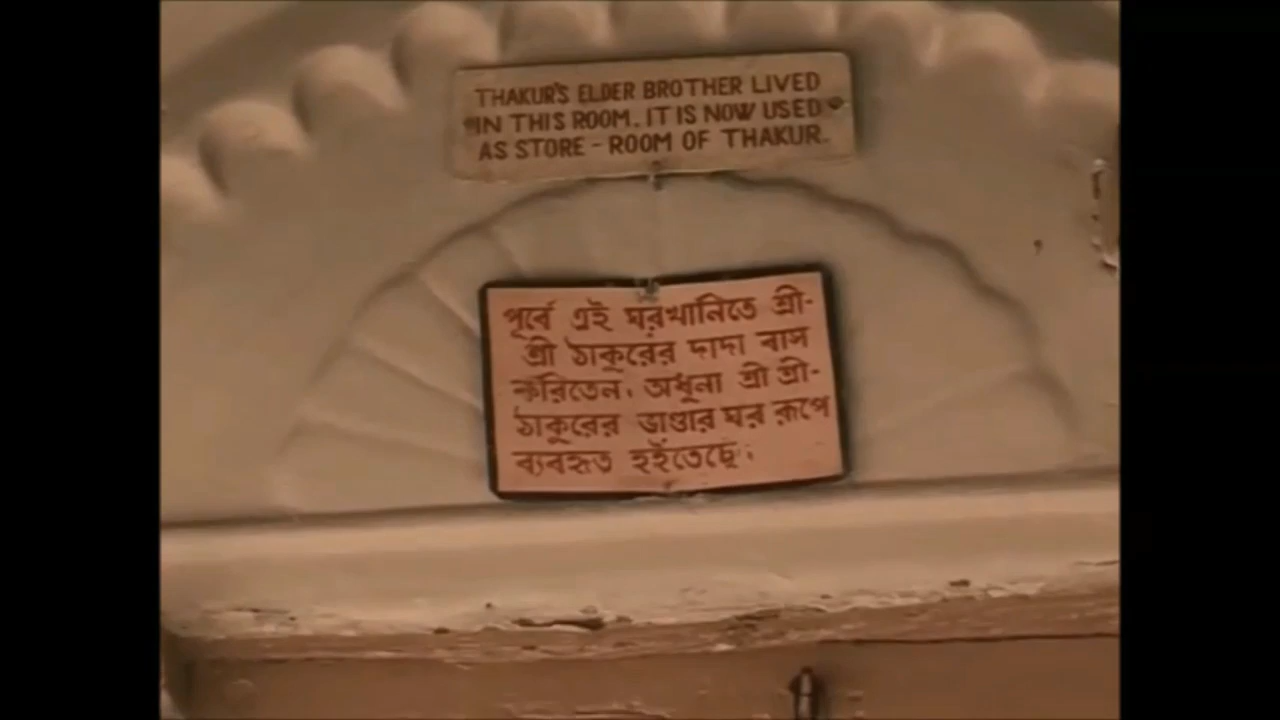 THAKUR'S ELDER BROTHER LIVED
IN THIS ROOM. IT IS NOW USED
AS STORE - ROOM OF THAKUR.
পূর্বে এই ঘরখানিতে শ্রী-
শ্রী ঠাকুরের দাদা বাস
করিতেন। অধুনা শ্রী শ্রী-
ঠাকুরের ভাণ্ডার ঘর রূপে
ব্যবহৃত হইতেছে।